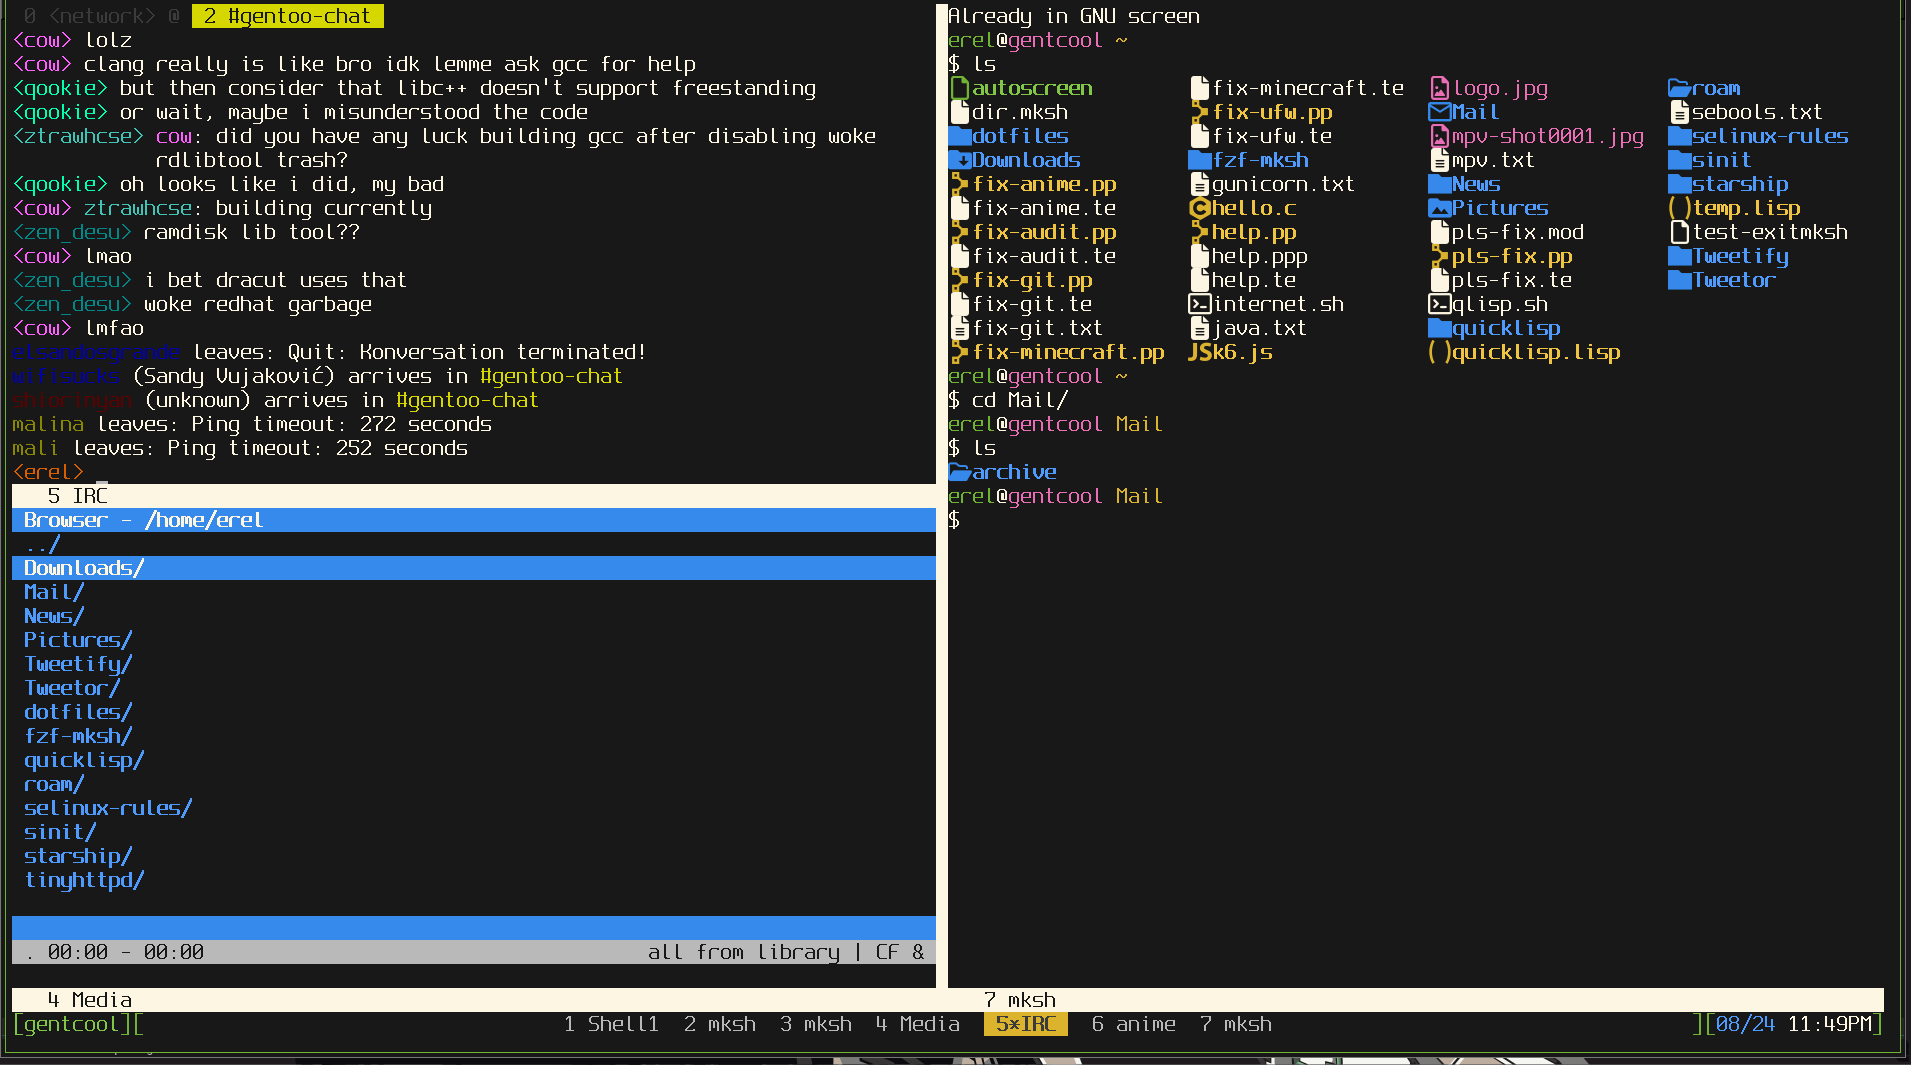 0 <network> @ 2 #gentoo-chat
<cow> lolz
<cow> clang really is like bro idk lemme ask gcc for help
<qookie> but then consider that libc++ doesn't support freestanding
<qookie> or wait, maybe i misunderstood the code
<ztrawhcse> cow: did you have any luck building gcc after disabling woke
rdlibtool trash?
<qookie> oh looks like i did, my bad
<cow> ztrawhcse: building currently
<zen_desu> ramdisk lib tool??
<cow> lmao
<zen_desu> i bet dracut uses that
<zen_desu> woke redhat garbage
<cow> lmfao
elsandosgrande leaves: Quit: Konversation terminated!
wifisucks (Sandy Vujaković) arrives in #gentoo-chat
shiorinyan (unknown) arrives in #gentoo-chat
malina leaves: Ping timeout: 272 seconds
mali leaves: Ping timeout: 252 seconds
<erel>
5 IRC
Browser - /home/erel
../
Downloads/
Mail/
News/
Pictures/
Tweetify/
Tweetor/
dotfiles/
fzf-mksh/
quicklisp/
roam/
selinux-rules/
sinit/
starship/
tinyhttpd/
. 00:00 - 00:00 all from library | CF &
4 Media
Already in GNU screen
erel@gentcool ~
$ ls
autoscreen fix-minecraft.te logo.jpg roam
dir.mksh fix-ufw.pp Mail sebools.txt
dotfiles fix-ufw.te mpv-shot0001.jpg selinux-rules
Downloads fzf-mksh mpv.txt sinit
fix-anime.pp gunicorn.txt News starship
fix-anime.te hello.c Pictures temp.lisp
fix-audit.pp help.pp pls-fix.mod test-exitmksh
fix-audit.te help.ppp pls-fix.pp Tweetify
fix-git.pp help.te pls-fix.te Tweetor
fix-git.te internet.sh qlisp.sh
fix-git.txt java.txt quicklisp
fix-minecraft.pp k6.js quicklisp.lisp
erel@gentcool ~
$ cd Mail/
erel@gentcool Mail
$ ls
archive
erel@gentcool Mail
$
7 mksh
[gentcool][ 1 Shell1 2 mksh 3 mksh 4 Media 5*IRC 6 anime 7 mksh ][08/24 11:49PM]